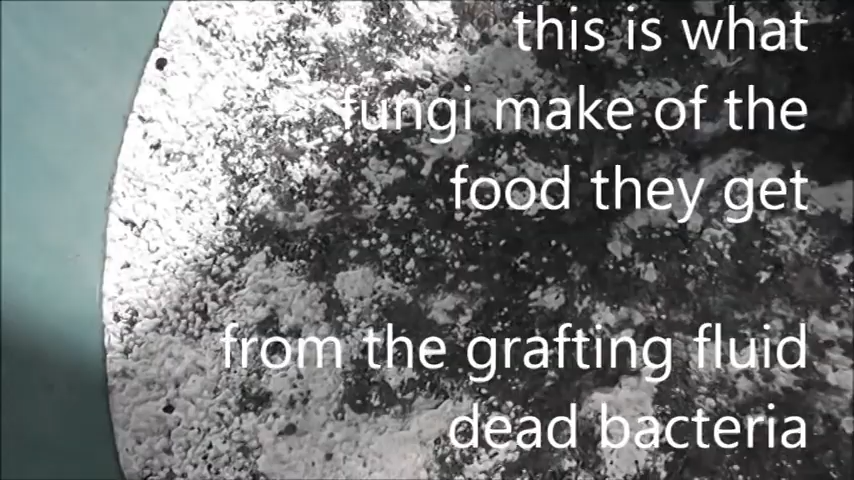 this is what
fungi make of the
food they get
from the grafting fluid
dead bacteria